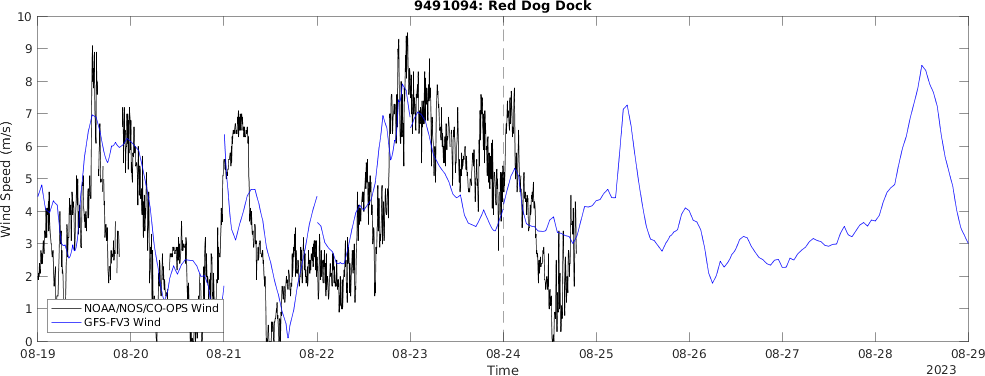 9491094: Red Dog Dock
Wind Speed (m/s)
10
9
8
7
6
5
4
3
2
1
0
NOAA/NOS/CO-OPS Wind
GFS-FV3 Wind
08-19 08-20 08-21 08-22 08-23 08-24 08-25 08-26 08-27 08-28 08-29
Time
2023